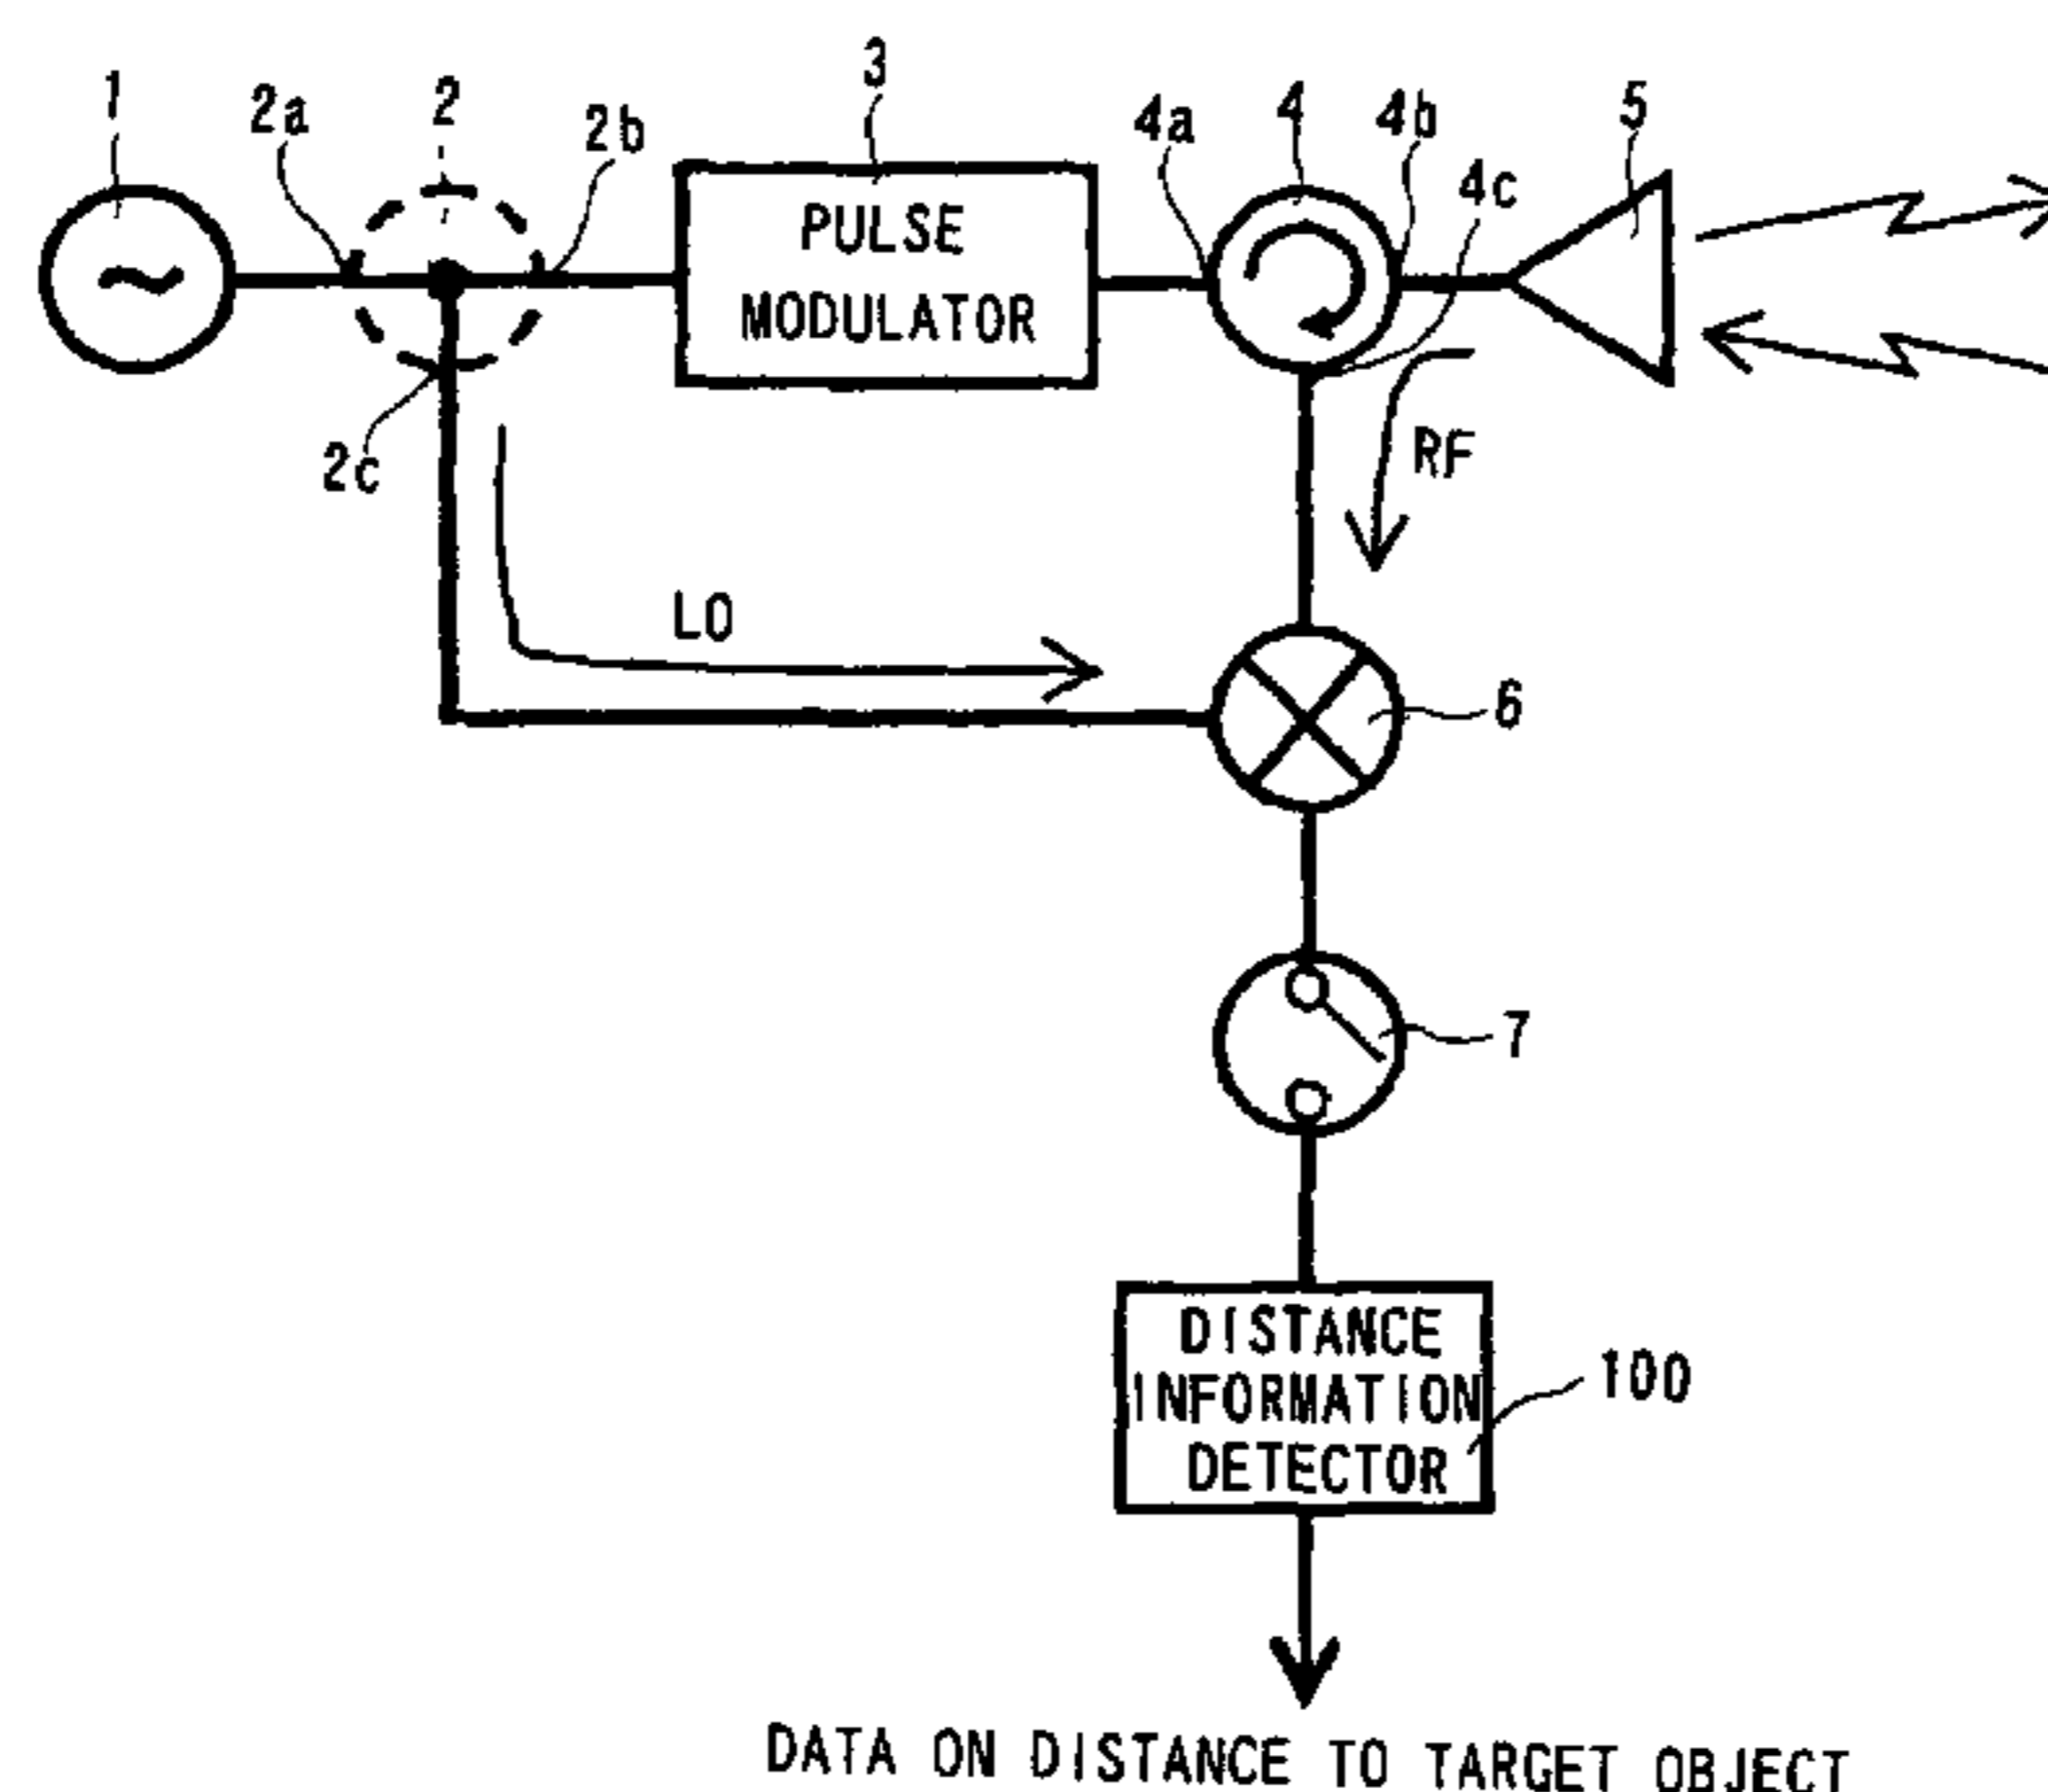 1
2a
2
2b
3
4a
4
4b
4c
5
PULSE
MODULATOR
2c
RF
LO
6
7
DISTANCE
INFORMATION
DETECTOR
100
DATA ON DISTANCE TO TARGET OBJECT